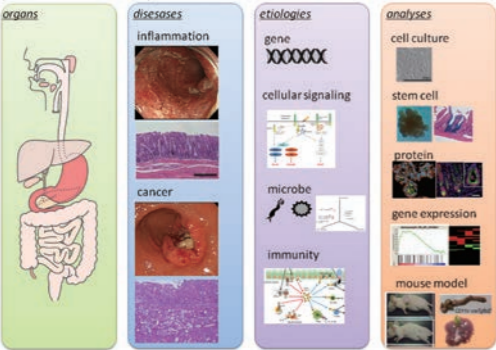 organs
disesases
inflammation
cancer
etiologies
gene
cellular signaling
microbe
immunity
analyses
cell culture
stem cell
protein
gene expression
mouse model